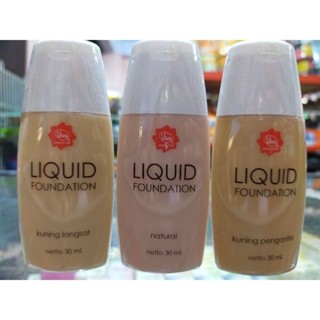 LIQUID
FOUNDATION
kuning langsat
netto 30 mL
LIQUID
FOUNDATION
natural
netto 30 mL
LIQUID
FOUNDATION
kuning pengantin
netto 30 mL